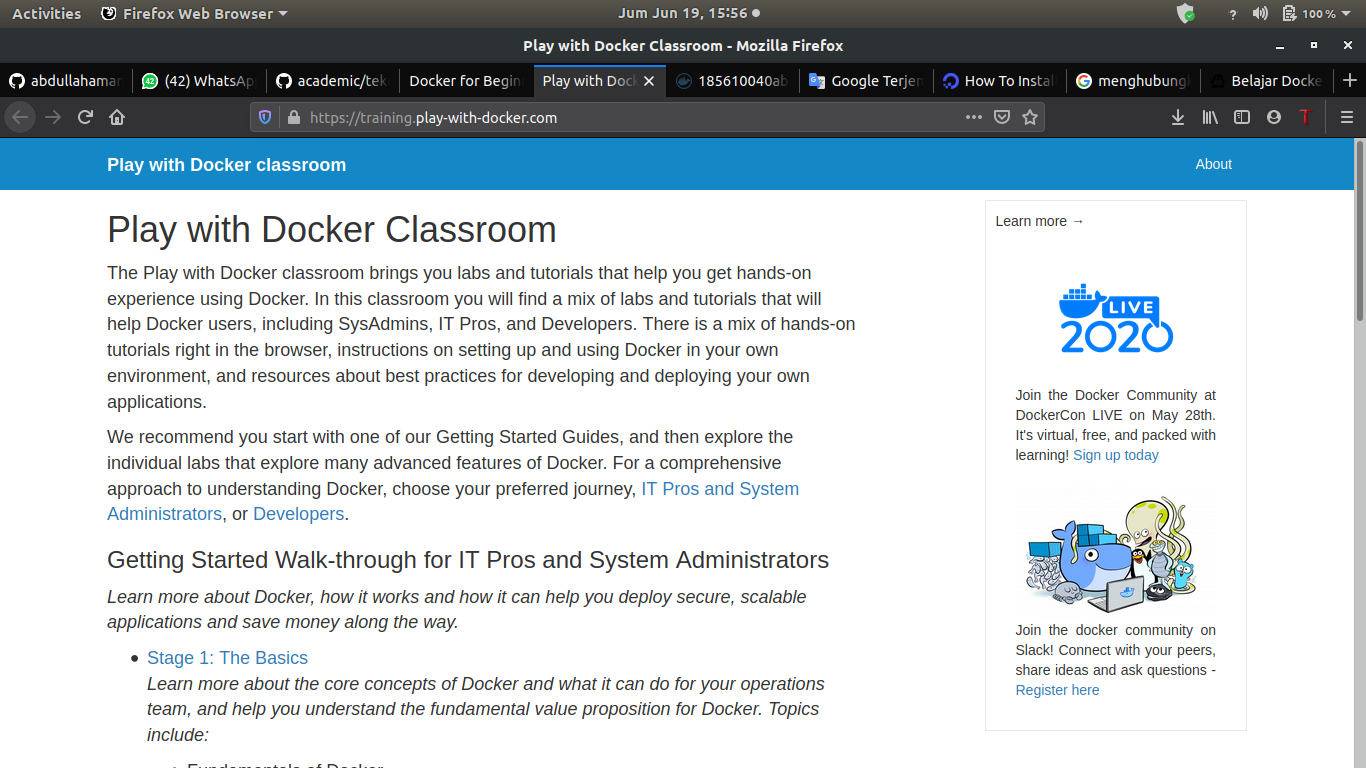 Activities Firefox Web Browser Jum Jun 19, 15:56 ? 100 %
Play with Docker Classroom - Mozilla Firefox
abdullahamar (42) WhatsAp academic/tek Docker for Begin Play with Dock 185610040ab Google Terjen How To Instal menghubung Belajar Docke
https://training.play-with-docker.com
Play with Docker classroom About
Play with Docker Classroom
The Play with Docker classroom brings you labs and tutorials that help you get hands-on
experience using Docker. In this classroom you will find a mix of labs and tutorials that will
help Docker users, including SysAdmins, IT Pros, and Developers. There is a mix of hands-on
tutorials right in the browser, instructions on setting up and using Docker in your own
environment, and resources about best practices for developing and deploying your own
applications.
We recommend you start with one of our Getting Started Guides, and then explore the
individual labs that explore many advanced features of Docker. For a comprehensive
approach to understanding Docker, choose your preferred journey, IT Pros and System
Administrators, or Developers.
Getting Started Walk-through for IT Pros and System Administrators
Learn more about Docker, how it works and how it can help you deploy secure, scalable
applications and save money along the way.
Stage 1: The Basics
Learn more about the core concepts of Docker and what it can do for your operations
team, and help you understand the fundamental value proposition for Docker. Topics
include:
Fundamentals of Docker
Learn more →
LIVE
2020
Join the Docker Community at
DockerCon LIVE on May 28th.
It's virtual, free, and packed with
learning! Sign up today
Join the docker community on
Slack! Connect with your peers,
share ideas and ask questions -
Register here